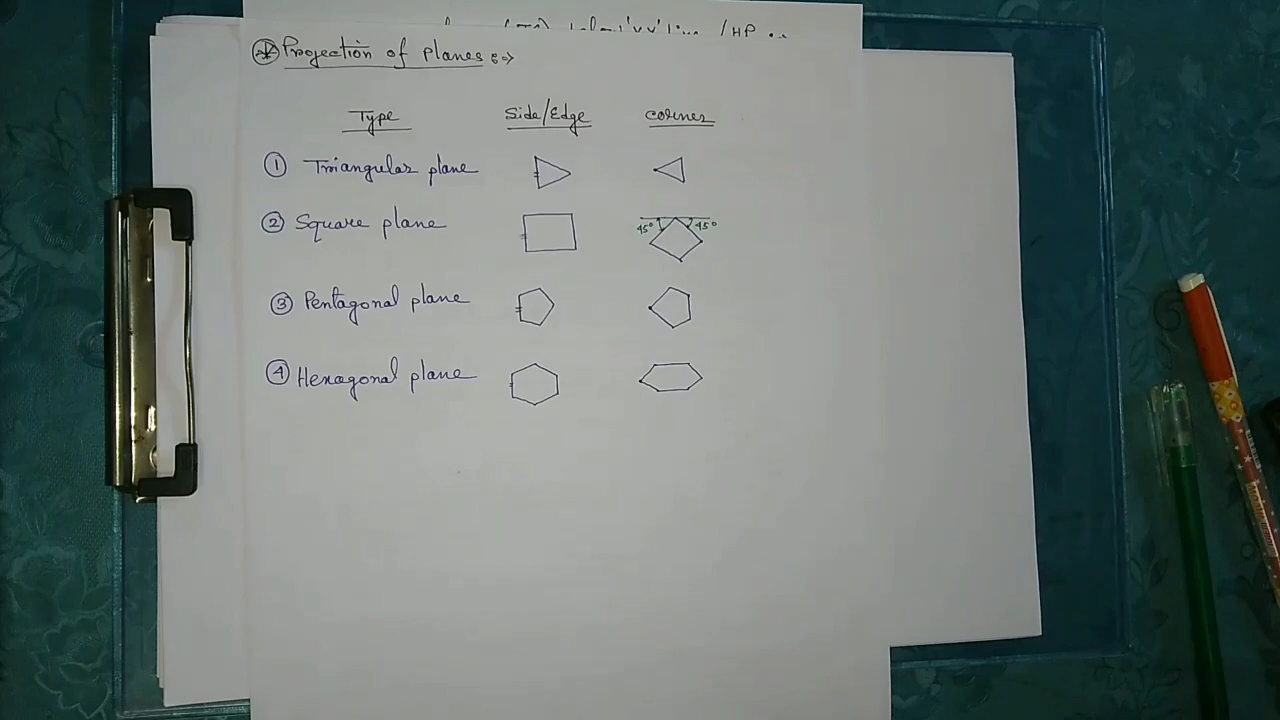 /HP
Projection of planes :->
Type Side/Edge corner
① Triangular plane
② Square plane 45° 45°
③ Pentagonal plane
④ Hexagonal plane